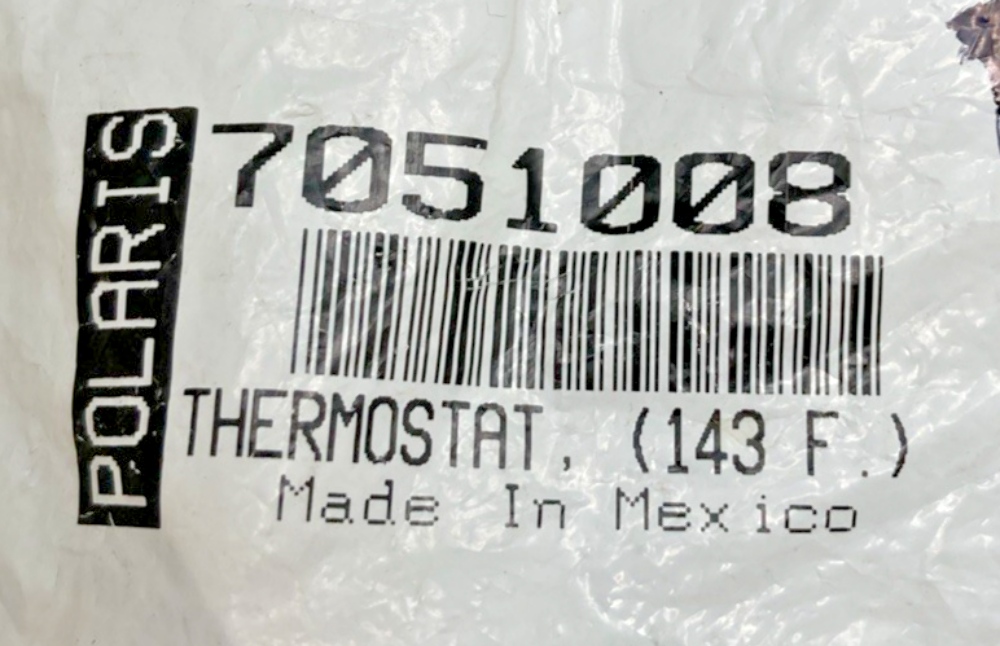 POLARIS
7051008
THERMOSTAT, (143 F.)
Made In Mexico